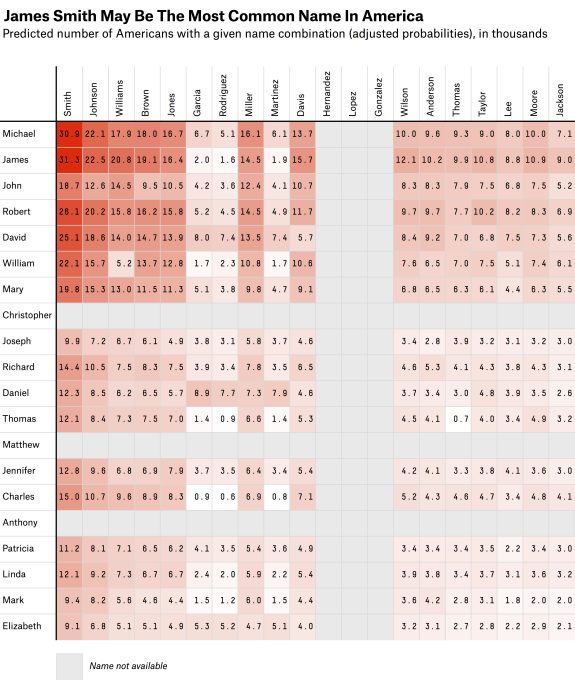 James Smith May Be The Most Common Name In America
Predicted number of Americans with a given name combination (adjusted probabilities), in thousands
Smith Johnson Williams Brown Jones Garcia Rodriguez Miller Martinez Davis Hernandez Lopez Gonzalez Wilson Anderson Thomas Taylor Lee Moore Jackson
Michael 30.9 22.1 17.9 18.0 16.7 6.7 5.1 16.1 6.1 13.7 10.0 9.6 9.3 9.0 8.0 10.0 7.1
James 31.3 22.5 20.8 19.1 16.4 2.0 1.6 14.5 1.9 15.7 12.1 10.2 9.9 10.8 8.8 10.9 9.0
John 18.7 12.6 14.5 9.5 10.5 4.2 3.6 12.4 4.1 10.7 8.3 8.3 7.9 7.5 6.8 7.5 5.2
Robert 26.1 20.2 15.8 16.2 15.8 5.2 4.5 14.5 4.9 11.7 9.7 9.7 7.7 10.2 8.2 8.3 6.9
David 25.1 18.6 14.0 14.7 13.9 8.0 7.4 13.5 7.4 5.7 8.4 9.2 7.0 6.8 7.5 7.3 5.6
William 22.1 15.7 5.2 13.7 12.8 1.7 2.3 10.8 1.7 10.6 7.6 6.5 7.0 7.5 5.1 7.4 6.1
Mary 19.8 15.3 13.0 11.5 11.3 5.1 3.8 9.8 4.7 9.1 6.8 6.5 6.3 6.1 4.4 6.3 5.5
Christopher
Joseph 9.9 7.2 6.7 6.1 4.9 3.8 3.1 5.8 3.7 4.6 3.4 2.8 3.9 3.2 3.1 3.2 3.0
Richard 14.4 10.5 7.5 8.3 7.5 3.9 3.4 7.8 3.5 6.5 4.6 5.3 4.1 4.3 3.8 4.3 3.1
Daniel 12.3 8.5 6.2 6.5 5.7 8.9 7.7 7.3 7.9 4.6 3.7 3.4 3.0 4.8 3.9 3.5 2.6
Thomas 12.1 8.4 7.3 7.5 7.0 1.4 0.9 6.6 1.4 5.3 4.5 4.1 0.7 4.0 3.4 4.9 3.2
Matthew
Jennifer 12.8 9.6 6.8 6.9 7.9 3.7 3.5 6.4 3.4 5.4 4.2 4.1 3.3 3.8 4.1 3.6 3.0
Charles 15.0 10.7 9.6 8.9 8.3 0.9 0.6 6.9 0.8 7.1 5.2 4.3 4.6 4.7 3.4 4.8 4.1
Anthony
Patricia 11.2 8.1 7.1 6.5 6.2 4.1 3.5 5.4 3.6 4.9 3.4 3.4 3.4 3.5 2.2 3.4 3.0
Linda 12.1 9.2 7.3 6.7 6.7 2.4 2.0 5.9 2.2 5.4 3.9 3.8 3.4 3.7 3.1 3.6 3.2
Mark 9.4 8.2 5.6 4.6 4.4 1.5 1.2 6.0 1.5 4.4 3.6 4.2 2.8 3.1 1.8 2.0 2.0
Elizabeth 9.1 6.8 5.1 5.1 4.9 5.3 5.2 4.7 5.1 4.0 3.2 3.1 2.7 2.8 2.2 2.9 2.1
Name not available